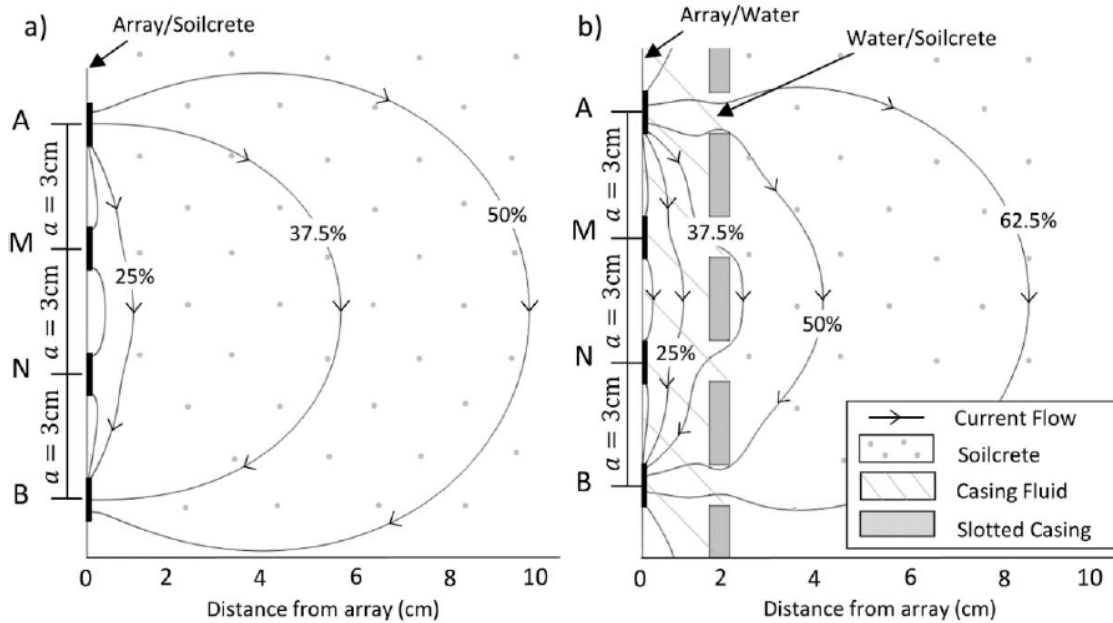 a)
Array/Soilcrete
A
a = 3cm
M
a = 3cm
N
a = 3cm
B
25%
37.5%
50%
0 2 4 6 8 10
Distance from array (cm)
b)
Array/Water
Water/Soilcrete
A
a = 3cm
M
a = 3cm
N
a = 3cm
B
25%
37.5%
50%
62.5%
Current Flow
Soilcrete
Casing Fluid
Slotted Casing
0 2 4 6 8 10
Distance from array (cm)